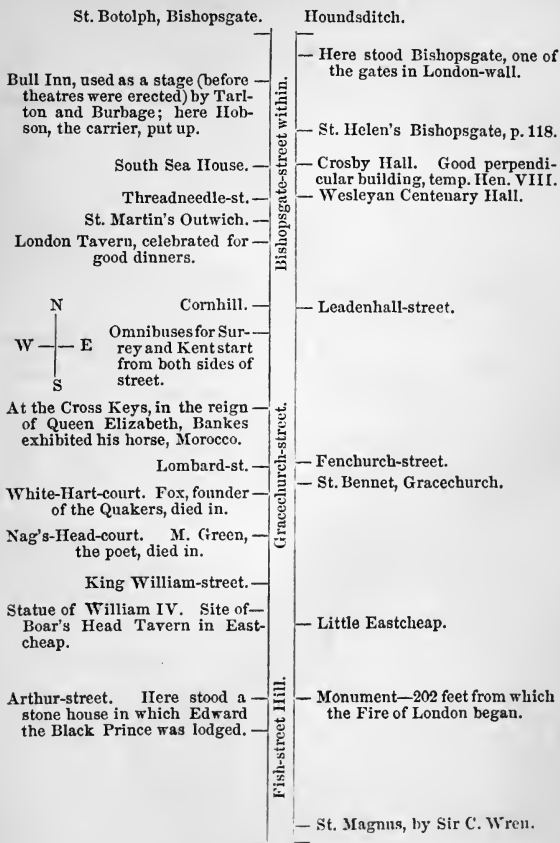 St. Botolph, Bishopsgate.
Houndsditch.
Bull Inn, used as a stage (before
theatres were erected) by Tarl-
ton and Burbage; here Hob-
son, the carrier, put up.
South Sea House.
Threadneedle-st.
St. Martin's Outwich.
London Tavern, celebrated for
good dinners.
Cornhill.
N
W E
S
Omnibuses for Sur-
rey and Kent start
from both sides of
street.
At the Cross Keys, in the reign
of Queen Elizabeth, Bankes
exhibited his horse, Morocco.
Lombard-st.
White-Hart-court. Fox, founder
of the Quakers, died in.
Nag's-Head-court. M. Green,
the poet, died in.
King William-street.
Statue of William IV. Site of
Boar's Head Tavern in East-
cheap.
Arthur-street. Here stood a
stone house in which Edward
the Black Prince was lodged.
Bishopsgate-street within.
Gracechurch-street.
Fish-street Hill.
Here stood Bishopsgate, one of
the gates in London-wall.
St. Helen's Bishopsgate, p. 118.
Crosby Hall. Good perpendi-
cular building, temp. Hen. VIII.
Wesleyan Centenary Hall.
Leadenhall-street.
Fenchurch-street.
St. Bennet, Gracechurch.
Little Eastcheap.
Monument—202 feet from which
the Fire of London began.
St. Magnus, by Sir C. Wren.